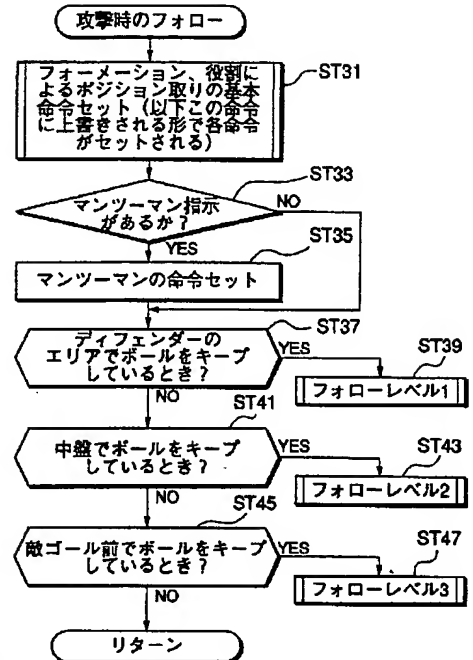 攻撃時のフォロー
フォーメーション、役割に
よるポジション取りの基本
命令セット（以下この命令
に上書きされる形で各命令
がセットされる）
ST31
ST33
マンツーマン指示
があるか？
NO
YES
ST35
マンツーマンの命令セット
ST37
ディフェンダーの
エリアでボールをキープ
しているとき？
YES
ST39
フォローレベル1
NO
ST41
中盤でボールをキープ
しているとき？
YES
ST43
フォローレベル2
NO
ST45
敵ゴール前でボールをキープ
しているとき？
YES
ST47
フォローレベル3
NO
リターン